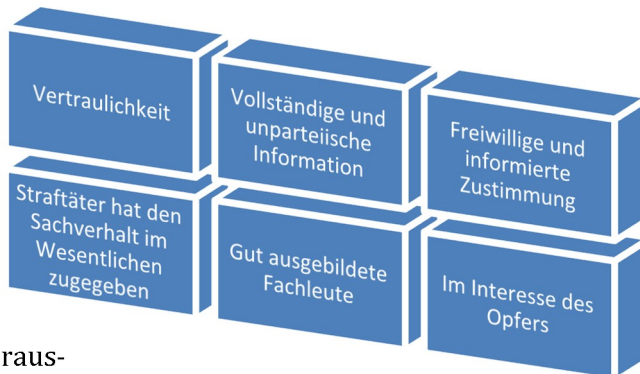 Vertraulichkeit
Vollständige und
unparteiische
Information
Freiwillige und
informierte
Zustimmung
Straftäter hat den
Sachverhalt im
Wesentlichen
zugegeben
Gut ausgebildete
Fachleute
Im Interesse des
Opfers
raus-